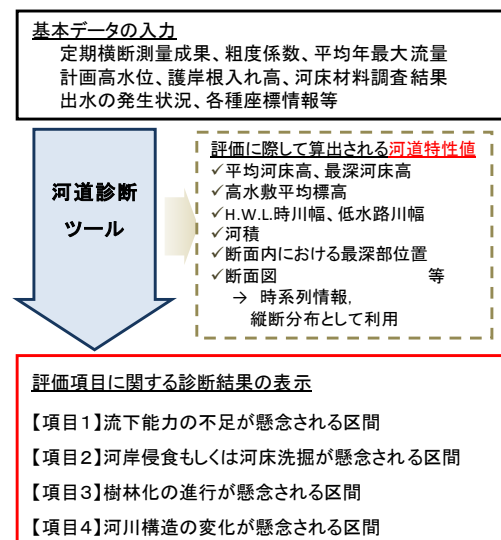 基本データの入力
定期横断測量成果、粗度係数、平均年最大流量
計画高水位、護岸根入れ高、河床材料調査結果
出水の発生状況、各種座標情報等
河道診断
ツール
評価に際して算出される河道特性値
✓平均河床高、最深河床高
✓高水敷平均標高
✓H.W.L.時川幅、低水路川幅
✓河積
✓断面内における最深部位置
✓断面図 等
→ 時系列情報,
縦断分布として利用
評価項目に関する診断結果の表示
【項目1】流下能力の不足が懸念される区間
【項目2】河岸侵食もしくは河床洗掘が懸念される区間
【項目3】樹林化の進行が懸念される区間
【項目4】河川構造の変化が懸念される区間